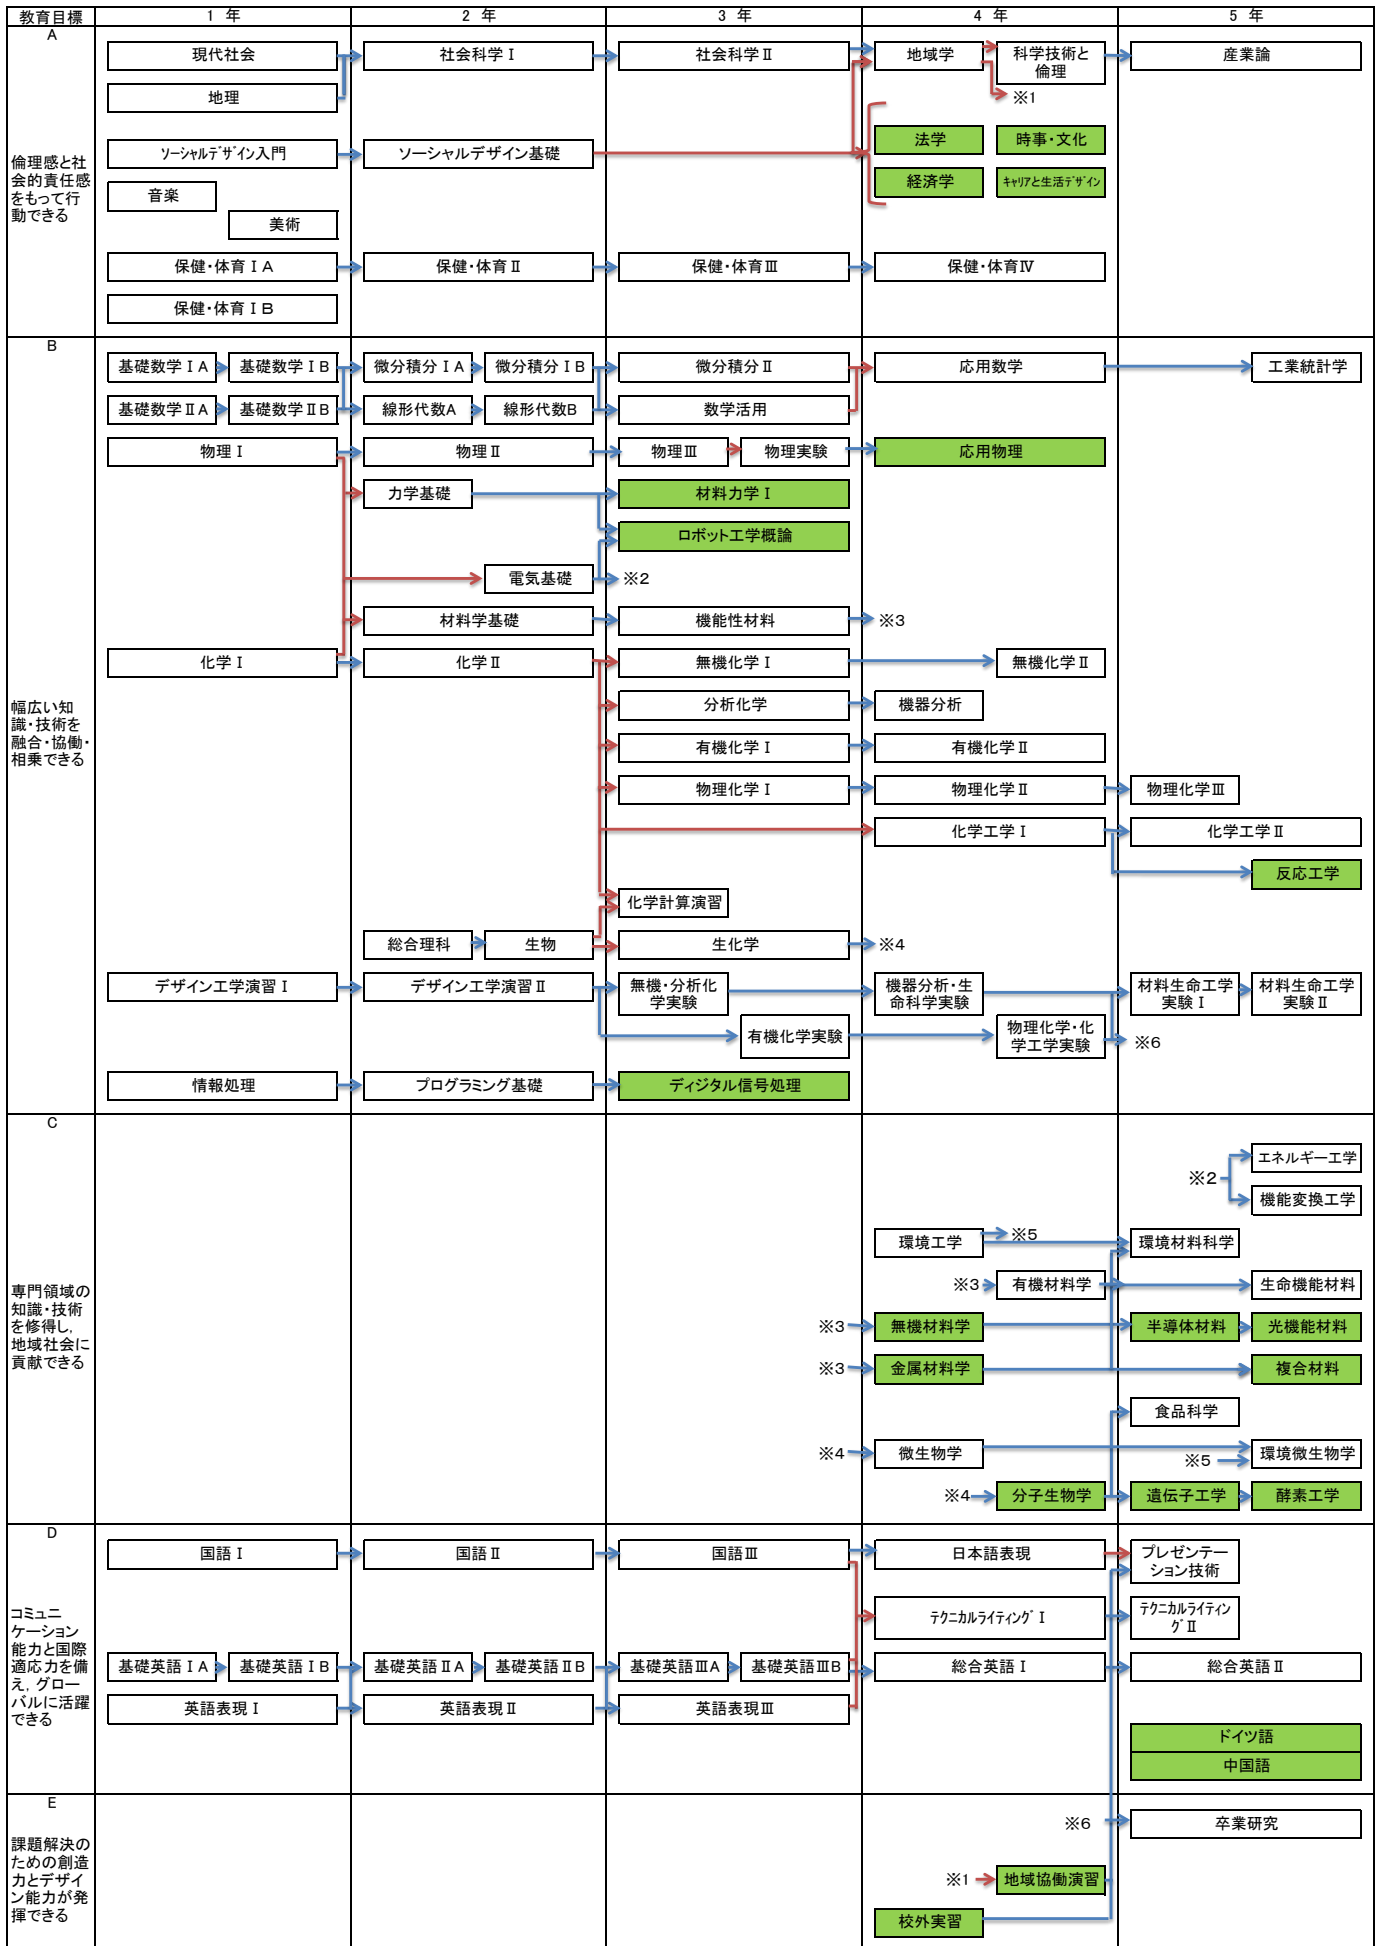 教育目標 1 年 2 年 3 年 4 年 5 年
A
現代社会 社会科学Ⅰ 社会科学Ⅱ 地域学 科学技術と
倫理 産業論
地理 ※1
法学 時事・文化
ソーシャルデザイン入門 ソーシャルデザイン基礎
倫理感と社
会的責任感
をもって行
動できる
経済学 キャリアと生活デザイン
音楽
美術
保健・体育ⅠA 保健・体育Ⅱ 保健・体育Ⅲ 保健・体育Ⅳ
保健・体育ⅠB
B
基礎数学ⅠA 基礎数学ⅠB 微分積分ⅠA 微分積分ⅠB 微分積分Ⅱ 応用数学 工業統計学
基礎数学ⅡA 基礎数学ⅡB 線形代数A 線形代数B 数学活用
物理Ⅰ 物理Ⅱ 物理Ⅲ 物理実験 応用物理
力学基礎 材料力学Ⅰ
ロボット工学概論
電気基礎 ※2
材料学基礎 機能性材料 ※3
化学Ⅰ 化学Ⅱ 無機化学Ⅰ 無機化学Ⅱ
幅広い知
識・技術を
融合・協働・
相乗できる
分析化学 機器分析
有機化学Ⅰ 有機化学Ⅱ
物理化学Ⅰ 物理化学Ⅱ 物理化学Ⅲ
化学工学Ⅰ 化学工学Ⅱ
反応工学
化学計算演習
総合理科 生物 生化学 ※4
デザイン工学演習Ⅰ デザイン工学演習Ⅱ 無機・分析化
学実験 機器分析・生
命科学実験 材料生命工学
実験Ⅰ 材料生命工学
実験Ⅱ
有機化学実験 物理化学・化
学工学実験 ※6
情報処理 プログラミング基礎 ディジタル信号処理
C
※2 エネルギー工学
機能変換工学
環境工学 ※5 環境材料科学
専門領域の
知識・技術
を修得し,
地域社会に
貢献できる
※3 有機材料学 生命機能材料
※3 無機材料学 半導体材料 光機能材料
※3 金属材料学 複合材料
食品科学
※4 微生物学 ※5 環境微生物学
※4 分子生物学 遺伝子工学 酵素工学
D
国語Ⅰ 国語Ⅱ 国語Ⅲ 日本語表現 プレゼンテー
ション技術
コミュニ
ケーション
能力と国際
適応力を備
え, グロー
バルに活躍
できる
テクニカルライティングⅠ テクニカルライティン
グⅡ
基礎英語ⅠA 基礎英語ⅠB 基礎英語ⅡA 基礎英語ⅡB 基礎英語ⅢA 基礎英語ⅢB 総合英語Ⅰ 総合英語Ⅱ
英語表現Ⅰ 英語表現Ⅱ 英語表現Ⅲ
ドイツ語
中国語
E
課題解決の
ための創造
力とデザイ
ン能力が発
揮できる
※6 卒業研究
※1 地域協働演習
校外実習